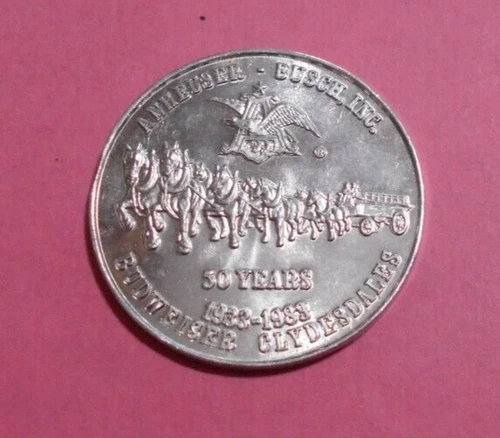 ANHEUSER - BUSCH, INC.
50 YEARS
1933-1983
BUDWEISER CLYDESDALES